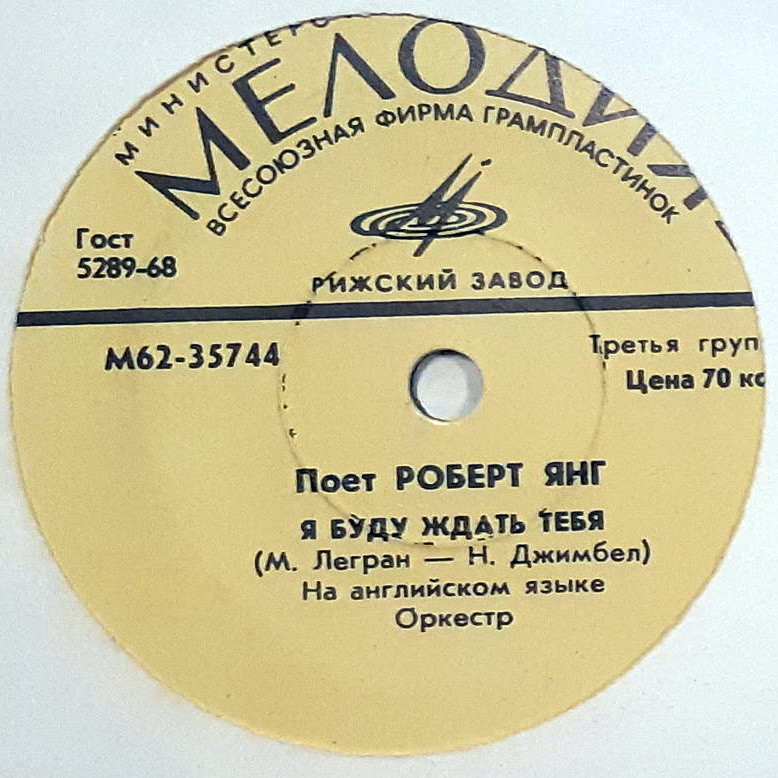 МИНИСТЕРС
МЕЛОДИЯ
ВСЕСОЮЗНАЯ ФИРМА ГРАМПЛАСТИНОК
Гост
5289-68
РИЖСКИЙ ЗАВОД
М62-35744
Третья груп
Цена 70 ко
Поет РОБЕРТ ЯНГ
Я БУДУ ЖДАТЬ ТЕБЯ
(М. Легран — Н. Джимбел)
На английском языке
Оркестр